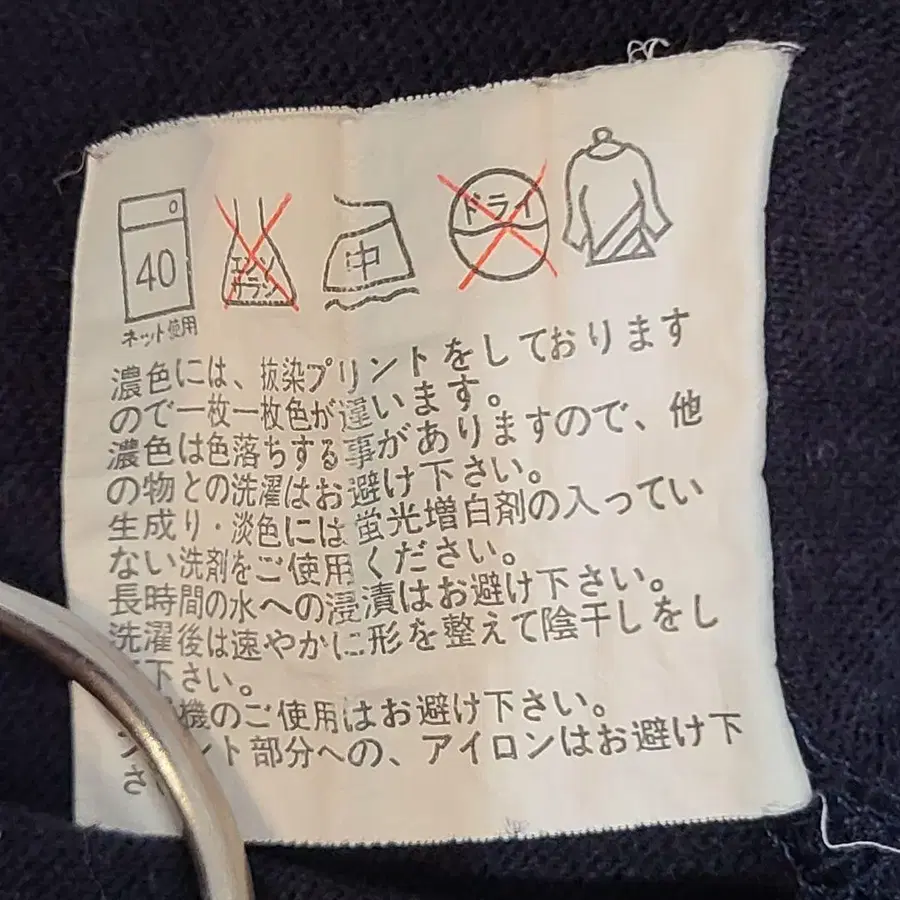 40
ネット使用
エンソ
サラシ
中
ドライ
濃色には、抜染プリントをしております
ので一枚一枚色が違います。
濃色は色落ちする事がありますので、他
の物との洗濯はお避け下さい。
生成り・淡色には蛍光増白剤の入ってい
ない洗剤をご使用ください。
長時間の水への浸漬はお避け下さい。
洗濯後は速やかに形を整えて陰干しをし
下さい。
機のご使用はお避け下さい。
ント部分への、アイロンはお避け下
さ